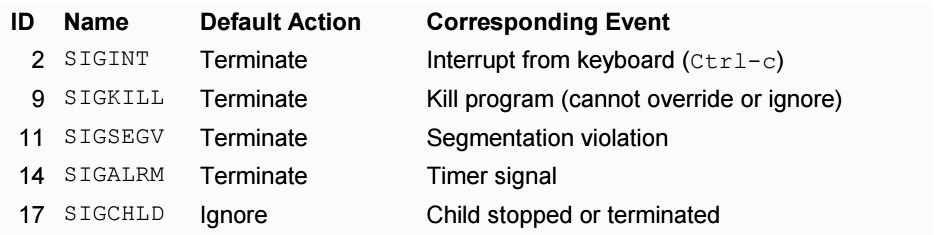 ID Name Default Action Corresponding Event
2 SIGINT Terminate Interrupt from keyboard (Ctrl-c)
9 SIGKILL Terminate Kill program (cannot override or ignore)
11 SIGSEGV Terminate Segmentation violation
14 SIGALRM Terminate Timer signal
17 SIGCHLD Ignore Child stopped or terminated